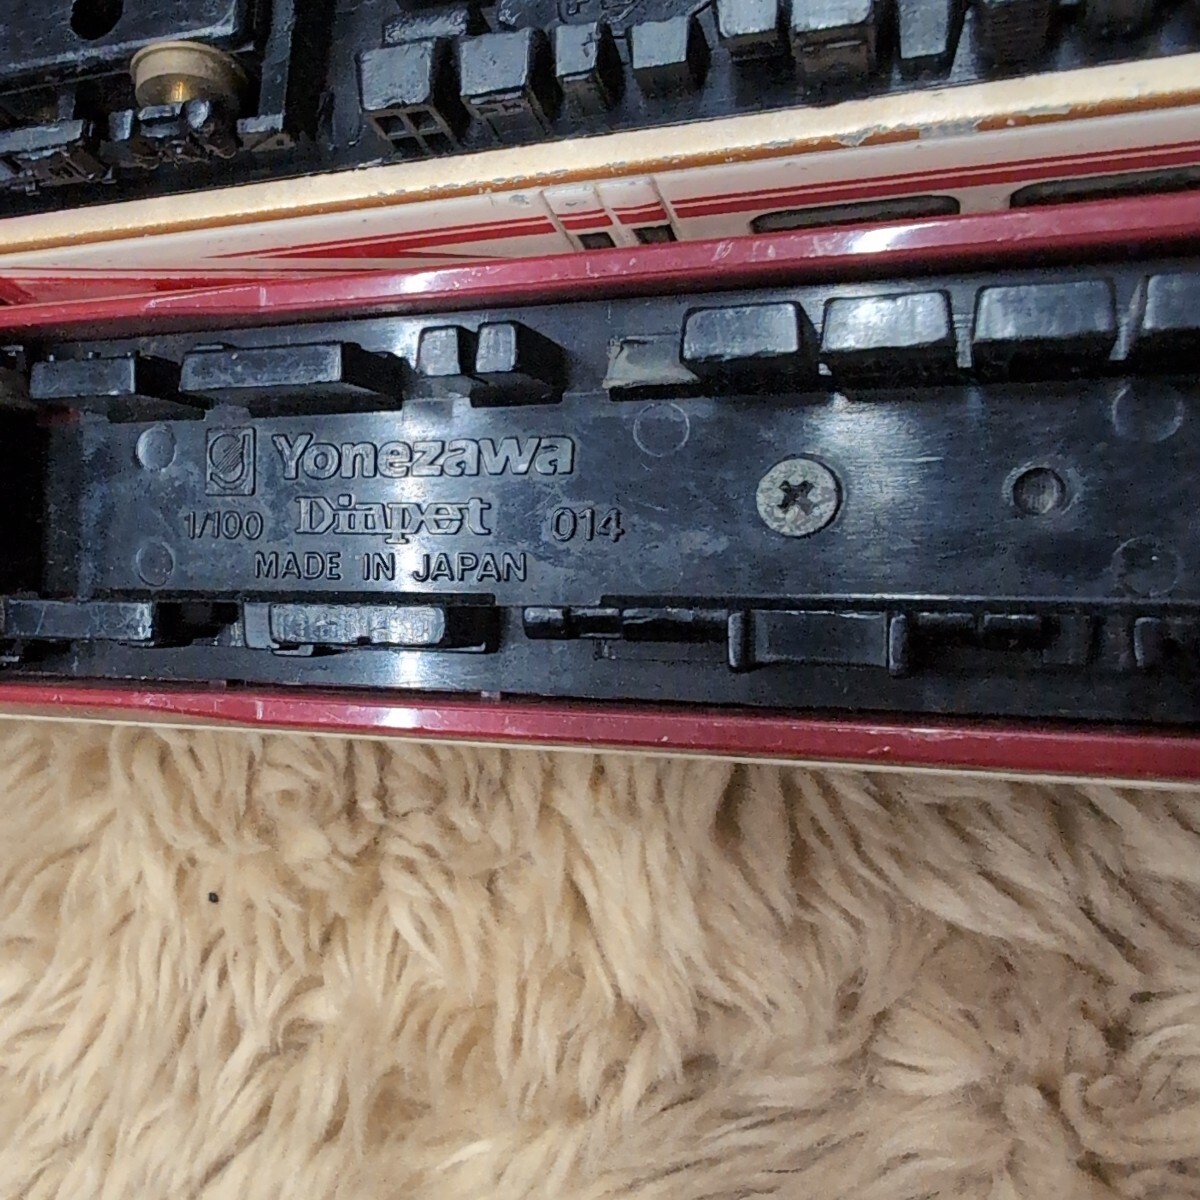 Yonezawa
1/100 Diapet 014
MADE IN JAPAN